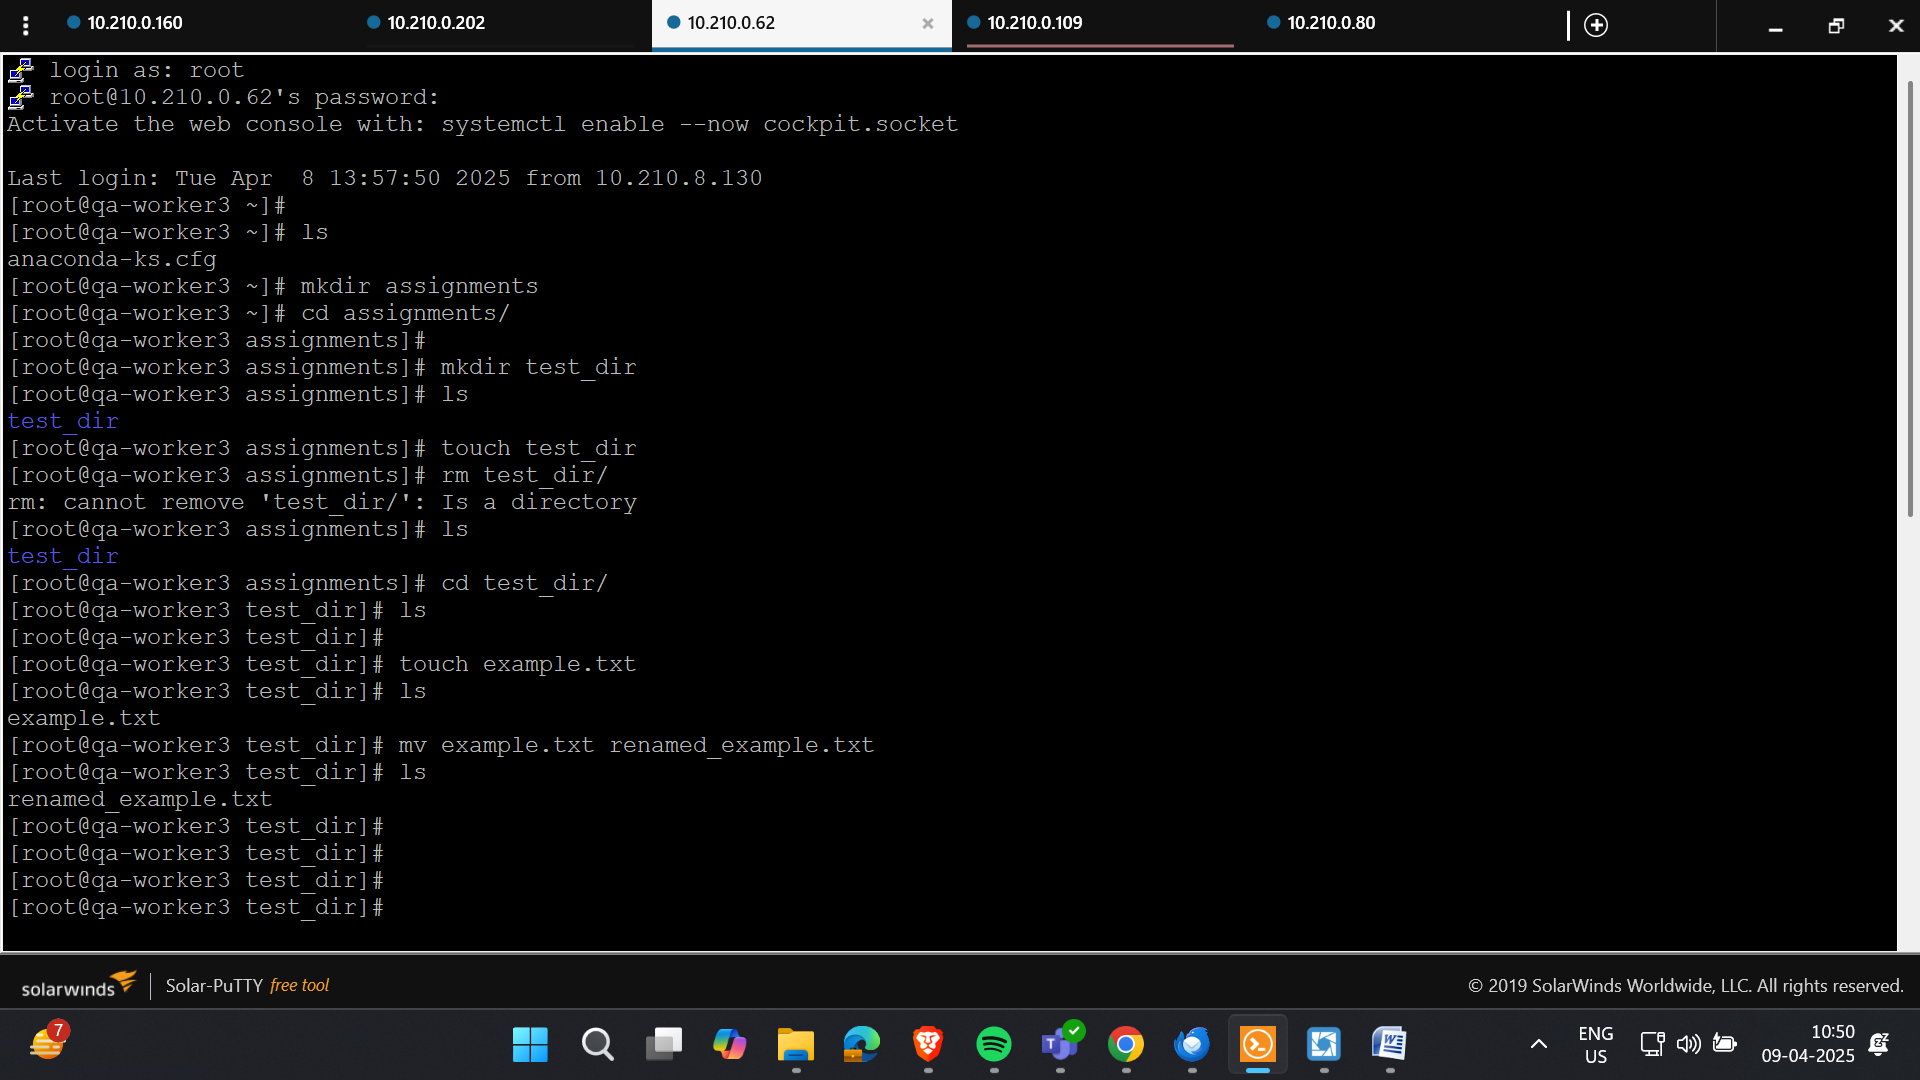 10.210.0.160
10.210.0.202
10.210.0.62
10.210.0.109
10.210.0.80
login as: root
root@10.210.0.62's password:
Activate the web console with: systemctl enable --now cockpit.socket
Last login: Tue Apr  8 13:57:50 2025 from 10.210.8.130
[root@qa-worker3 ~]#
[root@qa-worker3 ~]# ls
anaconda-ks.cfg
[root@qa-worker3 ~]# mkdir assignments
[root@qa-worker3 ~]# cd assignments/
[root@qa-worker3 assignments]#
[root@qa-worker3 assignments]# mkdir test_dir
[root@qa-worker3 assignments]# ls
test_dir
[root@qa-worker3 assignments]# touch test_dir
[root@qa-worker3 assignments]# rm test_dir/
rm: cannot remove 'test_dir/': Is a directory
[root@qa-worker3 assignments]# ls
test_dir
[root@qa-worker3 assignments]# cd test_dir/
[root@qa-worker3 test_dir]# ls
[root@qa-worker3 test_dir]#
[root@qa-worker3 test_dir]# touch example.txt
[root@qa-worker3 test_dir]# ls
example.txt
[root@qa-worker3 test_dir]# mv example.txt renamed_example.txt
[root@qa-worker3 test_dir]# ls
renamed_example.txt
[root@qa-worker3 test_dir]#
[root@qa-worker3 test_dir]#
[root@qa-worker3 test_dir]#
[root@qa-worker3 test_dir]#
solarwinds
Solar-PuTTY free tool
© 2019 SolarWinds Worldwide, LLC. All rights reserved.
7
ENG
US
10:50
09-04-2025